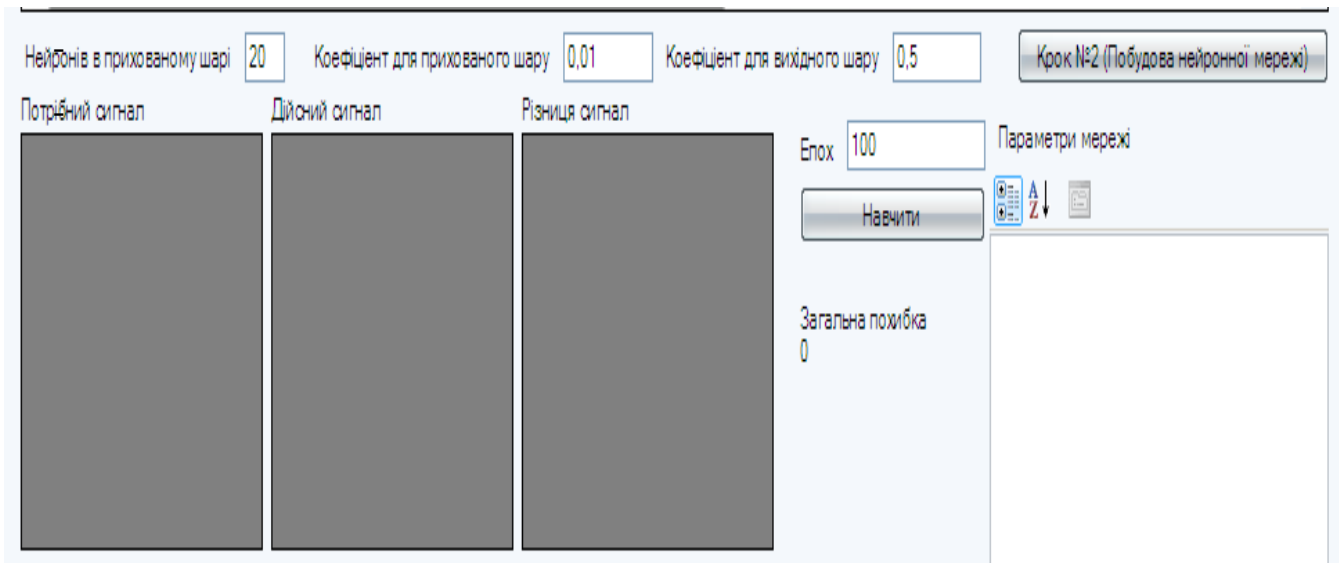 Нейронів в прихованому шарі 20 Коефіцієнт для прихованого шару 0,01 Коефіцієнт для вихідного шару 0,5 Крок №2 (Побудова нейронної мережі)
Потрібний сигнал Дійсний сигнал Різниця сигнал
Епох 100 Параметри мережі
Навчити
Загальна похибка
0